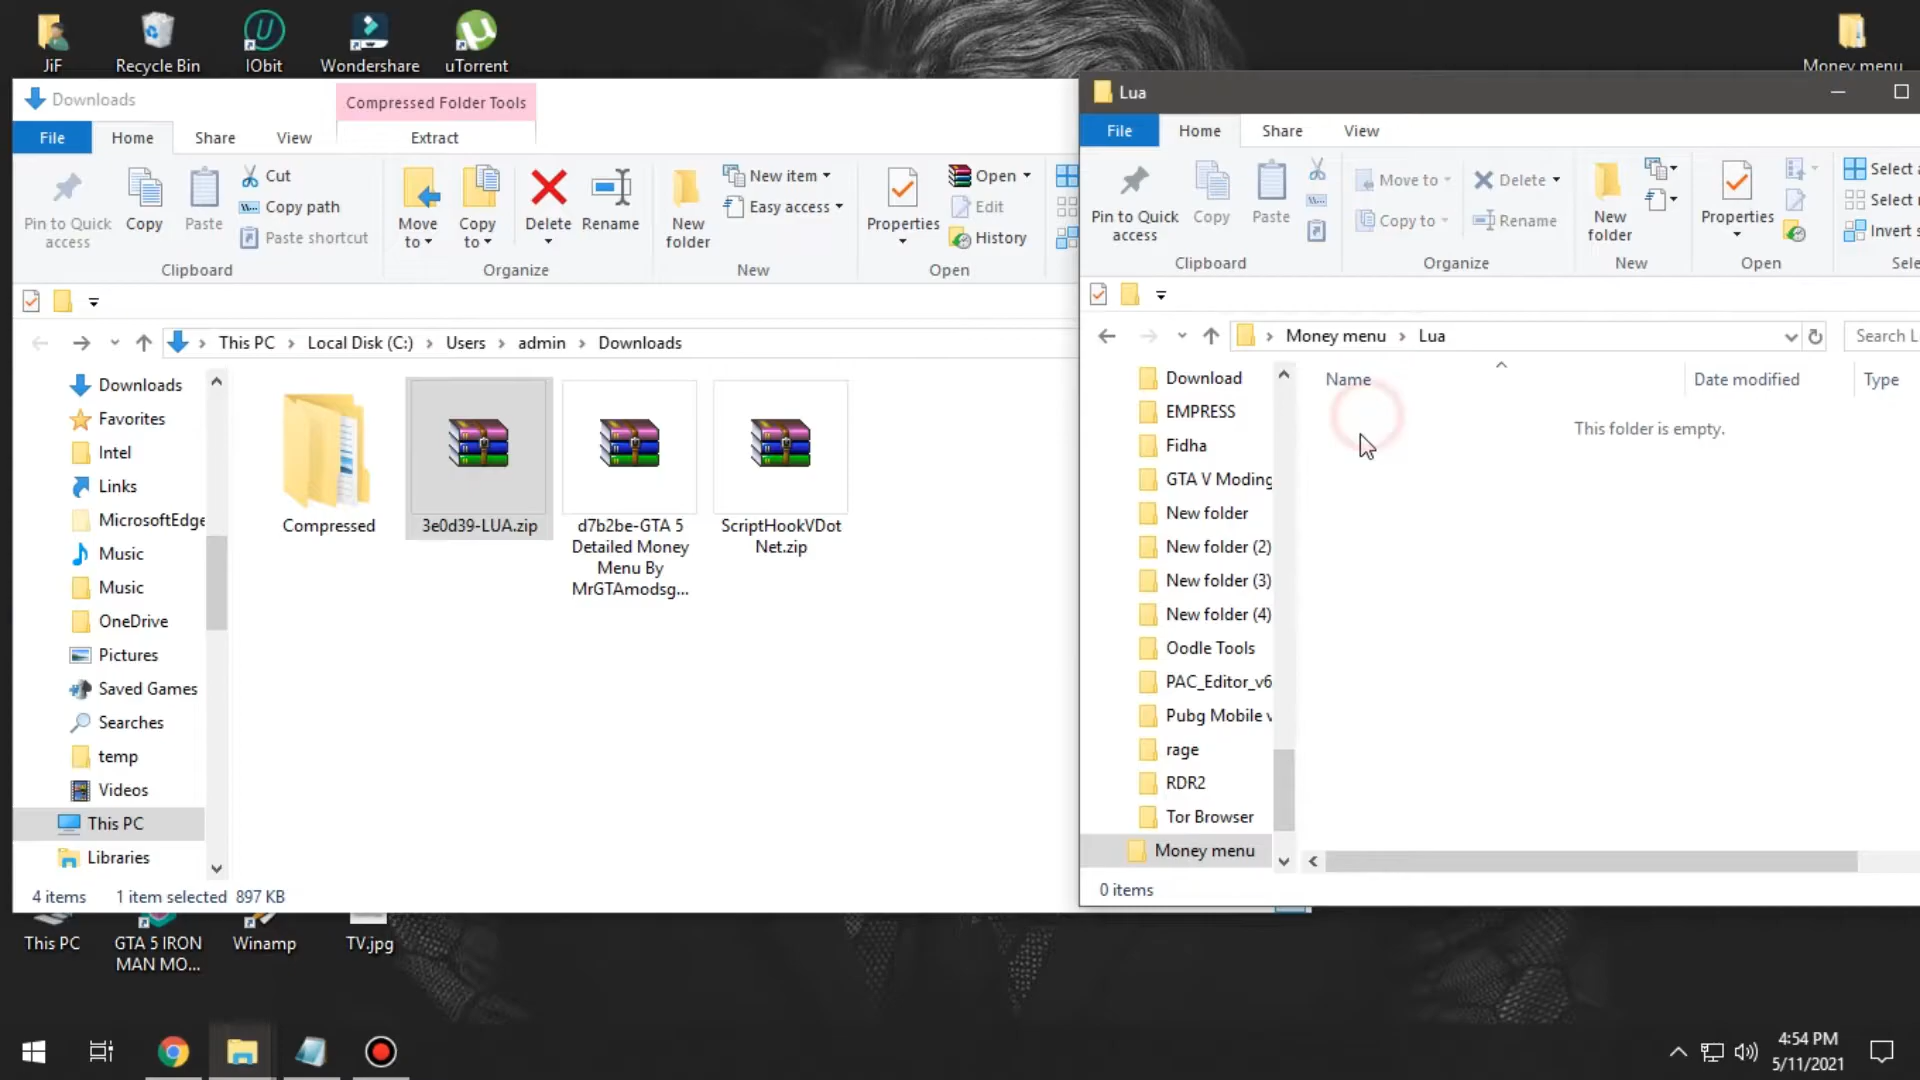 JiF
Recycle Bin
IObit
Wondershare
uTorrent
Money menu
Downloads
Compressed Folder Tools
File
Home
Share
View
Extract
Pin to Quick
access
Copy
Paste
Cut
Copy path
Paste shortcut
Clipboard
Move
to
Copy
to
Delete
Rename
Organize
New
folder
New item
Easy access
New
Properties
Open
Edit
History
Open
This PC
Local Disk (C:)
Users
admin
Downloads
Downloads
Favorites
Intel
Links
MicrosoftEdge
Music
Music
OneDrive
Pictures
Saved Games
Searches
temp
Videos
This PC
Libraries
Compressed
3e0d39-LUA.zip
d7b2be-GTA 5
Detailed Money
Menu By
MrGTAmodsg...
ScriptHookVDot
Net.zip
4 items
1 item selected
897 KB
Lua
File
Home
Share
View
Pin to Quick
access
Copy
Paste
Clipboard
Move to
Copy to
Delete
Rename
Organize
New
folder
New
Properties
Open
Select a
Select
Invert s
Sele
Money menu
Lua
Search L
Name
Date modified
Type
This folder is empty.
Download
EMPRESS
Fidha
GTA V Moding
New folder
New folder (2)
New folder (3)
New folder (4)
Oodle Tools
PAC_Editor_v6
Pubg Mobile v
rage
RDR2
Tor Browser
Money menu
0 items
This PC
GTA 5 IRON
MAN MO...
Winamp
TV.jpg
4:54 PM
5/11/2021